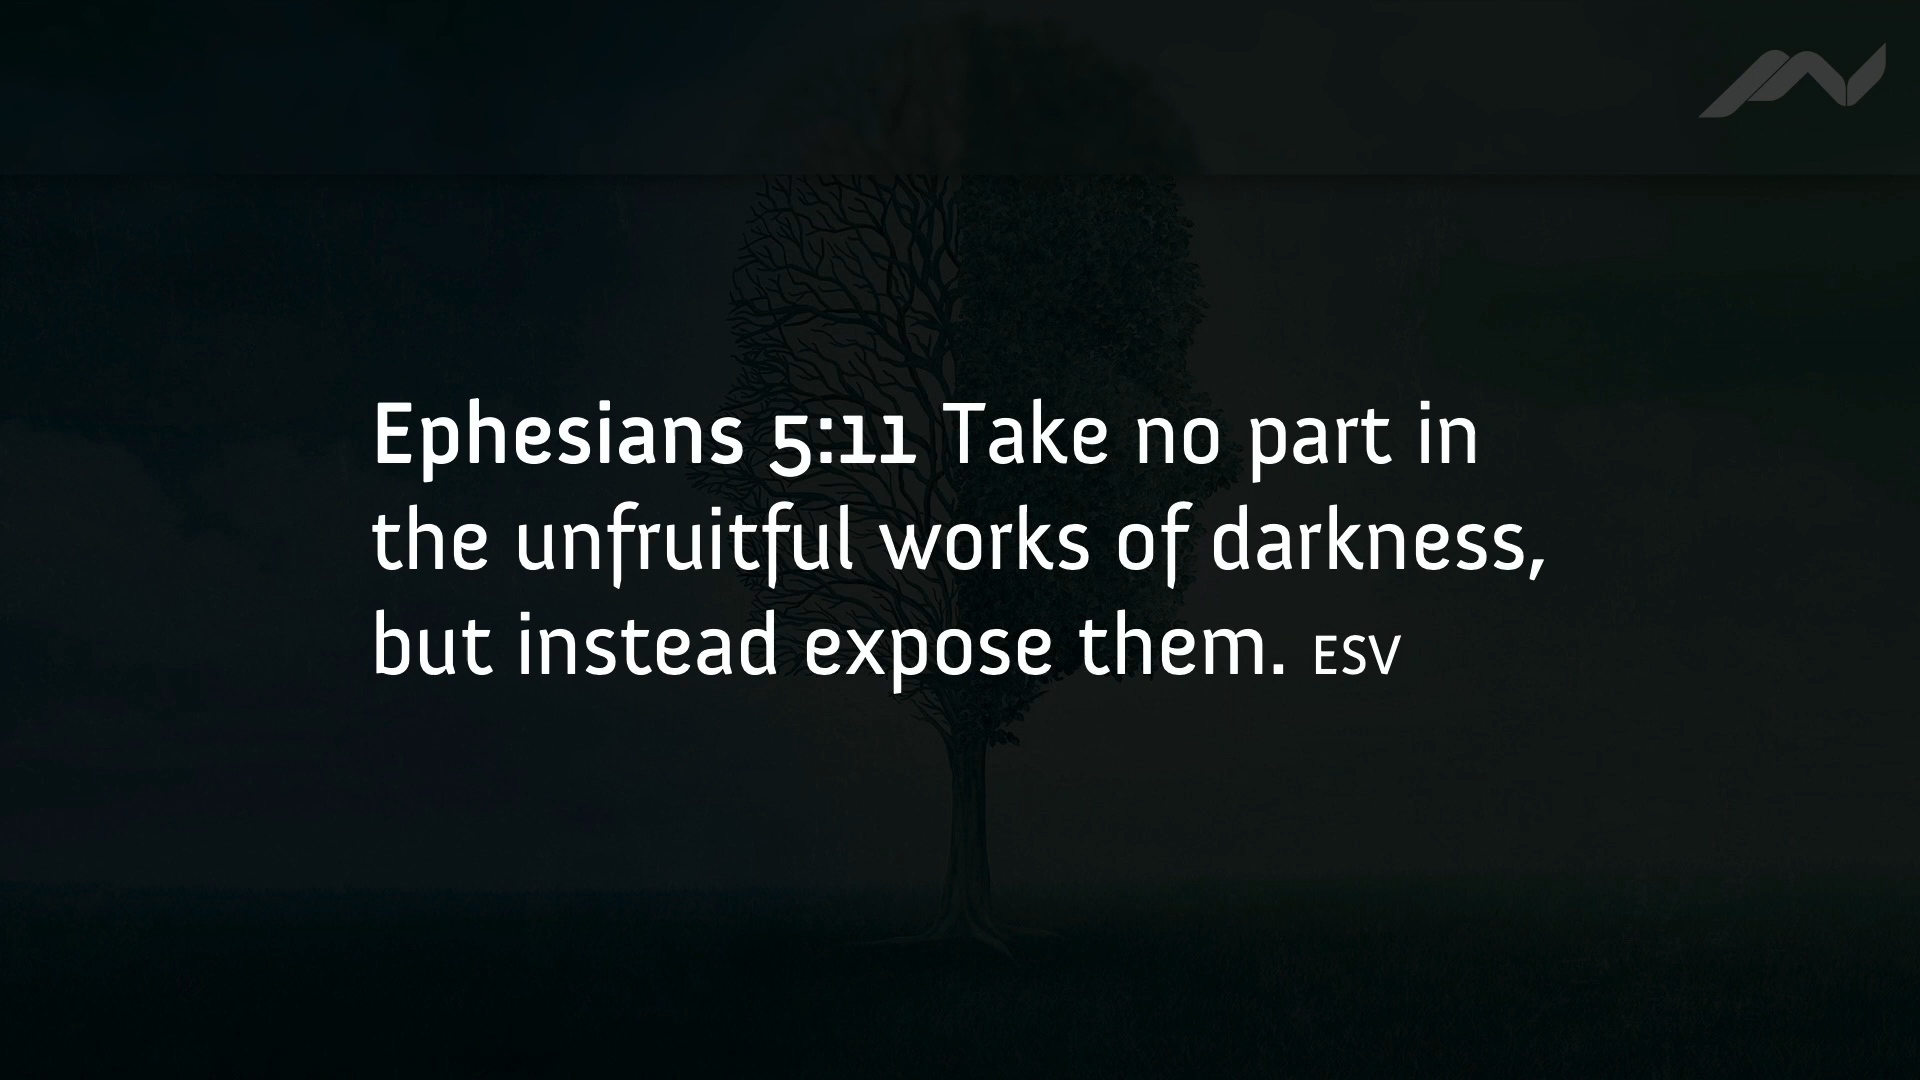 Ephesians 5:11 Take no part in
the unfruitful works of darkness,
but instead expose them. ESV